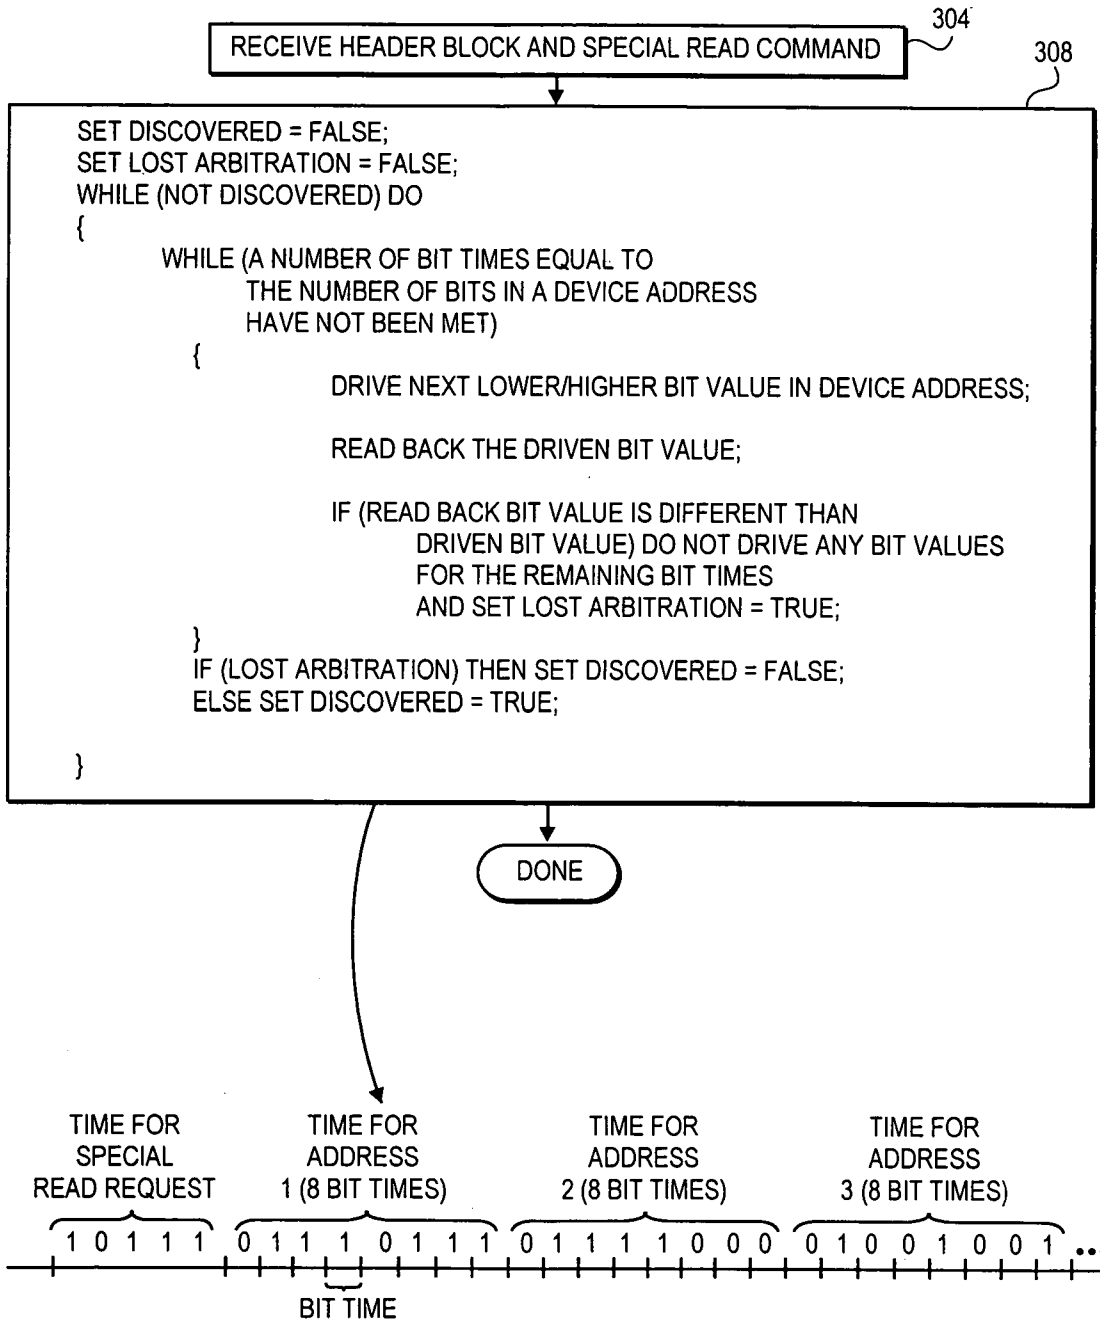 304
RECEIVE HEADER BLOCK AND SPECIAL READ COMMAND
308
SET DISCOVERED = FALSE;
SET LOST ARBITRATION = FALSE;
WHILE (NOT DISCOVERED) DO
{
WHILE (A NUMBER OF BIT TIMES EQUAL TO
THE NUMBER OF BITS IN A DEVICE ADDRESS
HAVE NOT BEEN MET)
{
DRIVE NEXT LOWER/HIGHER BIT VALUE IN DEVICE ADDRESS;
READ BACK THE DRIVEN BIT VALUE;
IF (READ BACK BIT VALUE IS DIFFERENT THAN
DRIVEN BIT VALUE) DO NOT DRIVE ANY BIT VALUES
FOR THE REMAINING BIT TIMES
AND SET LOST ARBITRATION = TRUE;
}
IF (LOST ARBITRATION) THEN SET DISCOVERED = FALSE;
ELSE SET DISCOVERED = TRUE;
}
DONE
TIME FOR
SPECIAL
READ REQUEST
TIME FOR
ADDRESS
1 (8 BIT TIMES)
TIME FOR
ADDRESS
2 (8 BIT TIMES)
TIME FOR
ADDRESS
3 (8 BIT TIMES)
1 0 1 1 1 0 1 1 1 0 1 1 1 0 1 1 1 1 0 0 0 0 1 0 0 1 0 0 1 ..
BIT TIME